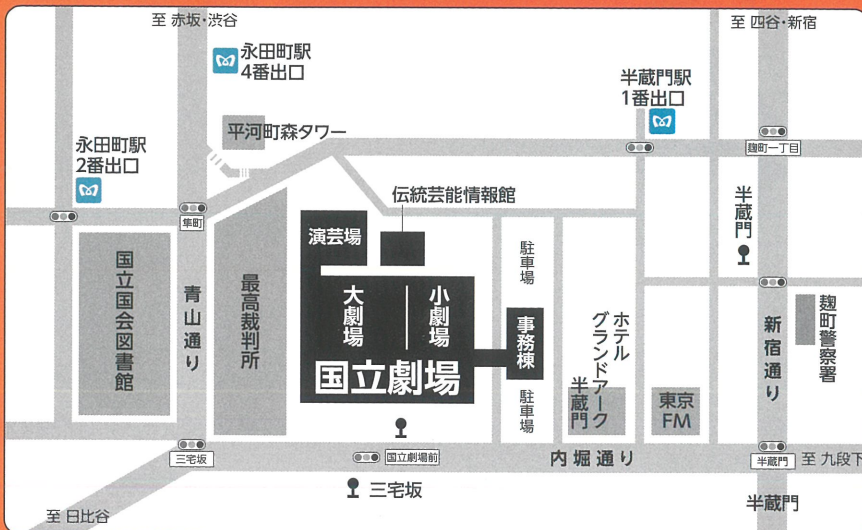 至 赤坂・渋谷
至 四谷・新宿
永田町駅
4番出口
半蔵門駅
1番出口
平河町森タワー
永田町駅
2番出口
麹町一丁目
伝統芸能情報館
半蔵門
隼町
演芸場
駐車場
国立国会図書館
青山通り
最高裁判所
大劇場
小劇場
事務棟
ホテル
グランドアーク
半蔵門
新宿通り
麹町警察署
国立劇場
駐車場
東京
FM
三宅坂
国立劇場前
内堀通り
半蔵門
至 九段下
三宅坂
半蔵門
至 日比谷